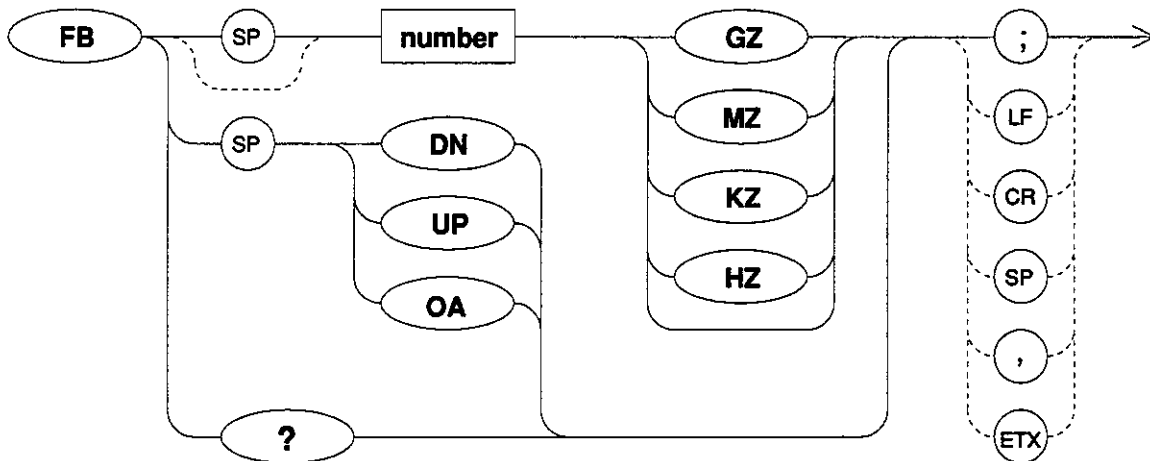 FB SP number GZ ;
MZ LF
SP DN
KZ CR
UP
HZ SP
OA
,
? ETX